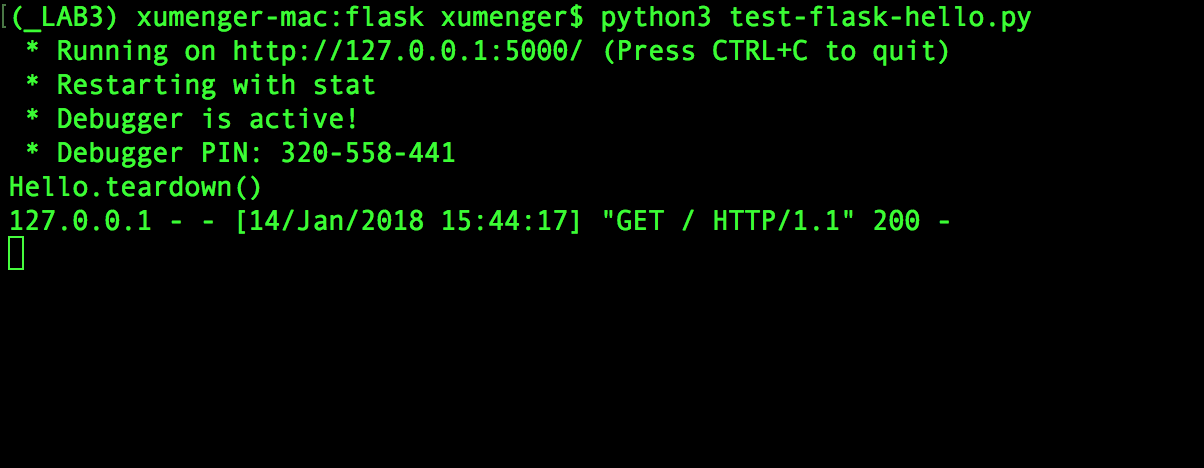 (_LAB3) xumenger-mac:flask xumenger$ python3 test-flask-hello.py
 * Running on http://127.0.0.1:5000/ (Press CTRL+C to quit)
 * Restarting with stat
 * Debugger is active!
 * Debugger PIN: 320-558-441
Hello.teardown()
127.0.0.1 - - [14/Jan/2018 15:44:17] "GET / HTTP/1.1" 200 -